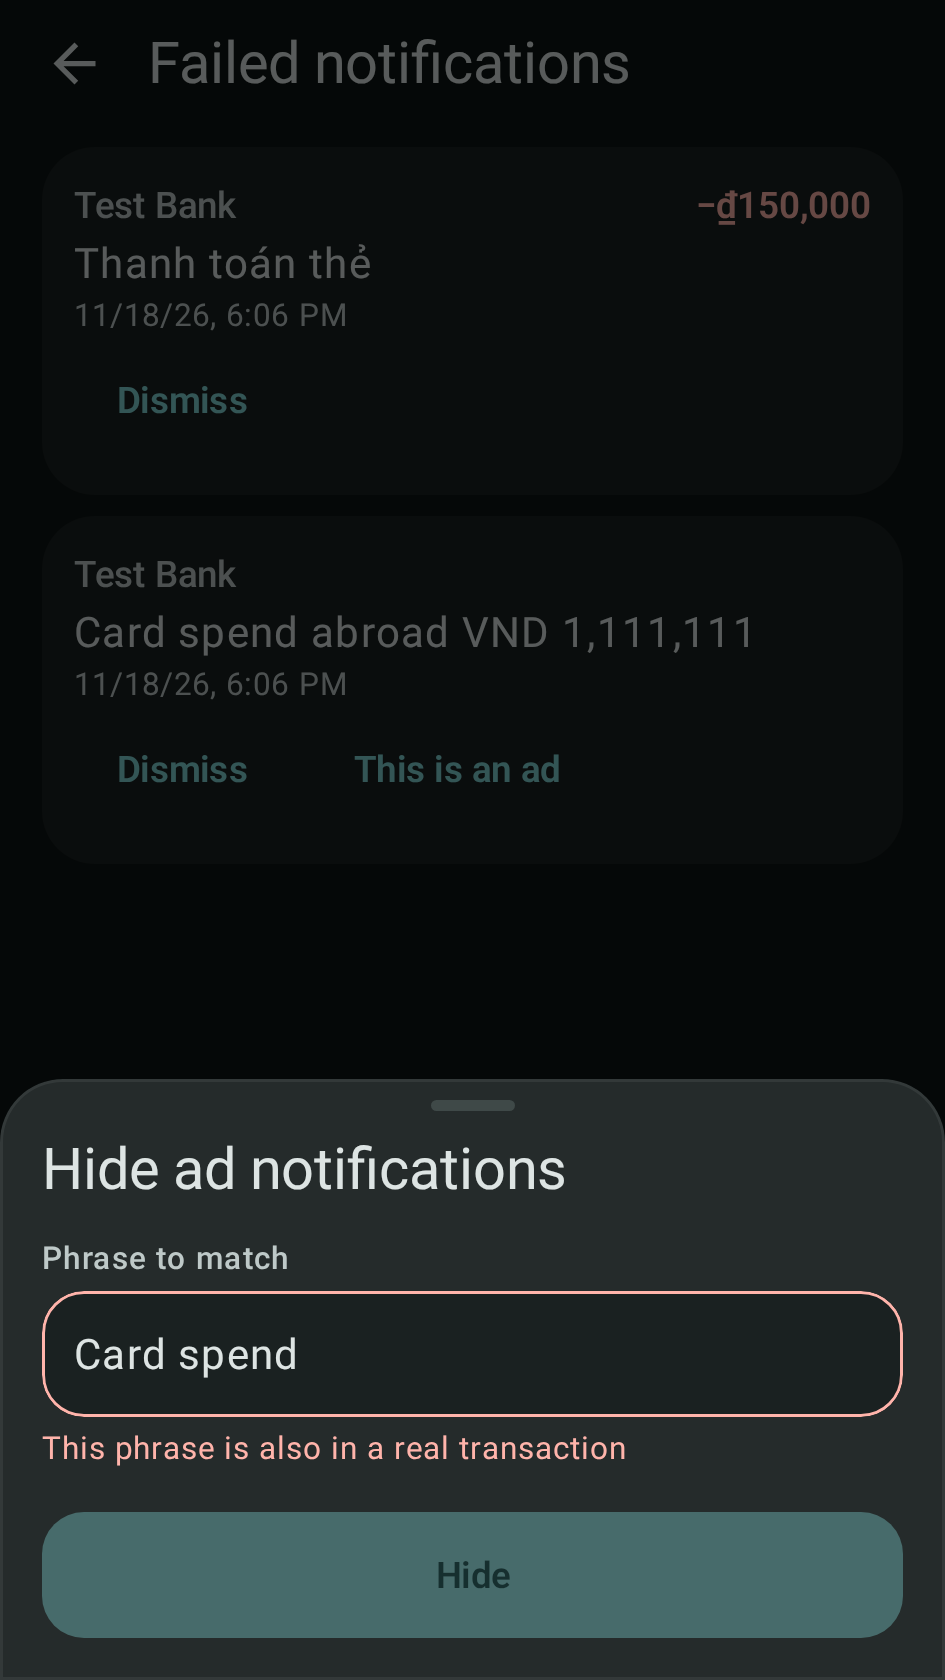 Failed notifications
Test Bank −₫150,000
Thanh toán thẻ
11/18/26, 6:06 PM
Dismiss
Test Bank
Card spend abroad VND 1,111,111
11/18/26, 6:06 PM
Dismiss This is an ad
Hide ad notifications
Phrase to match
Card spend
This phrase is also in a real transaction
Hide